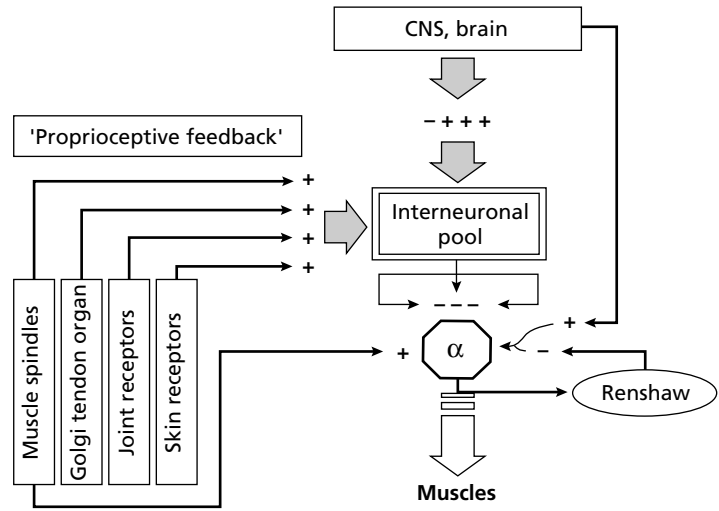 CNS, brain
− + + +
'Proprioceptive feedback'
+
+
+
+
Interneuronal
pool
− − −
Muscle spindles
Golgi tendon organ
Joint receptors
Skin receptors
+
α
+
−
Renshaw
Muscles